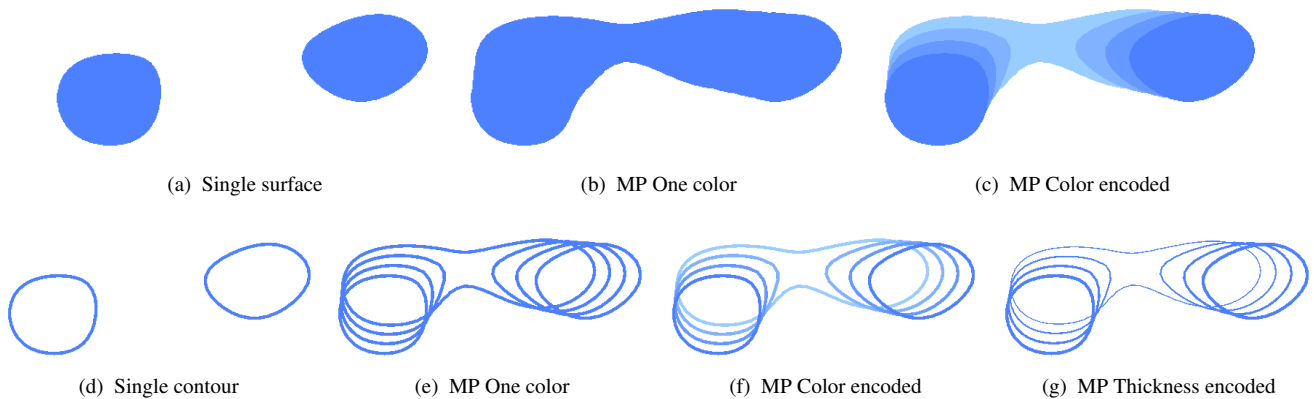 (a) Single surface
(b) MP One color
(c) MP Color encoded
(d) Single contour
(e) MP One color
(f) MP Color encoded
(g) MP Thickness encoded